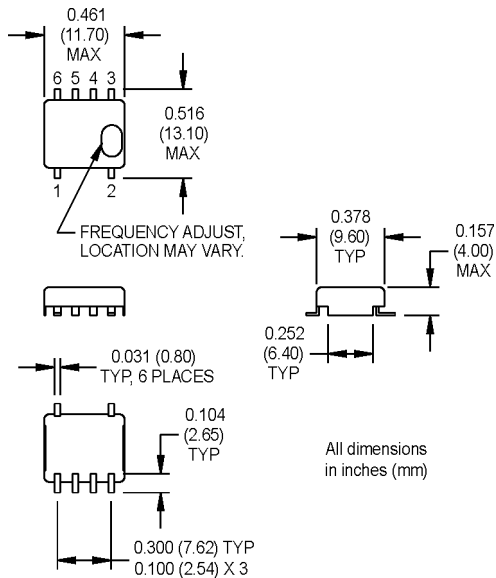 0.461
(11.70)
MAX
6 5 4 3
0.516
(13.10)
MAX
1 2
FREQUENCY ADJUST,
LOCATION MAY VARY.
0.378
(9.60)
TYP
0.157
(4.00)
MAX
0.252
(6.40)
TYP
0.031 (0.80)
TYP, 6 PLACES
0.104
(2.65)
TYP
All dimensions
in inches (mm)
0.300 (7.62) TYP
0.100 (2.54) X 3